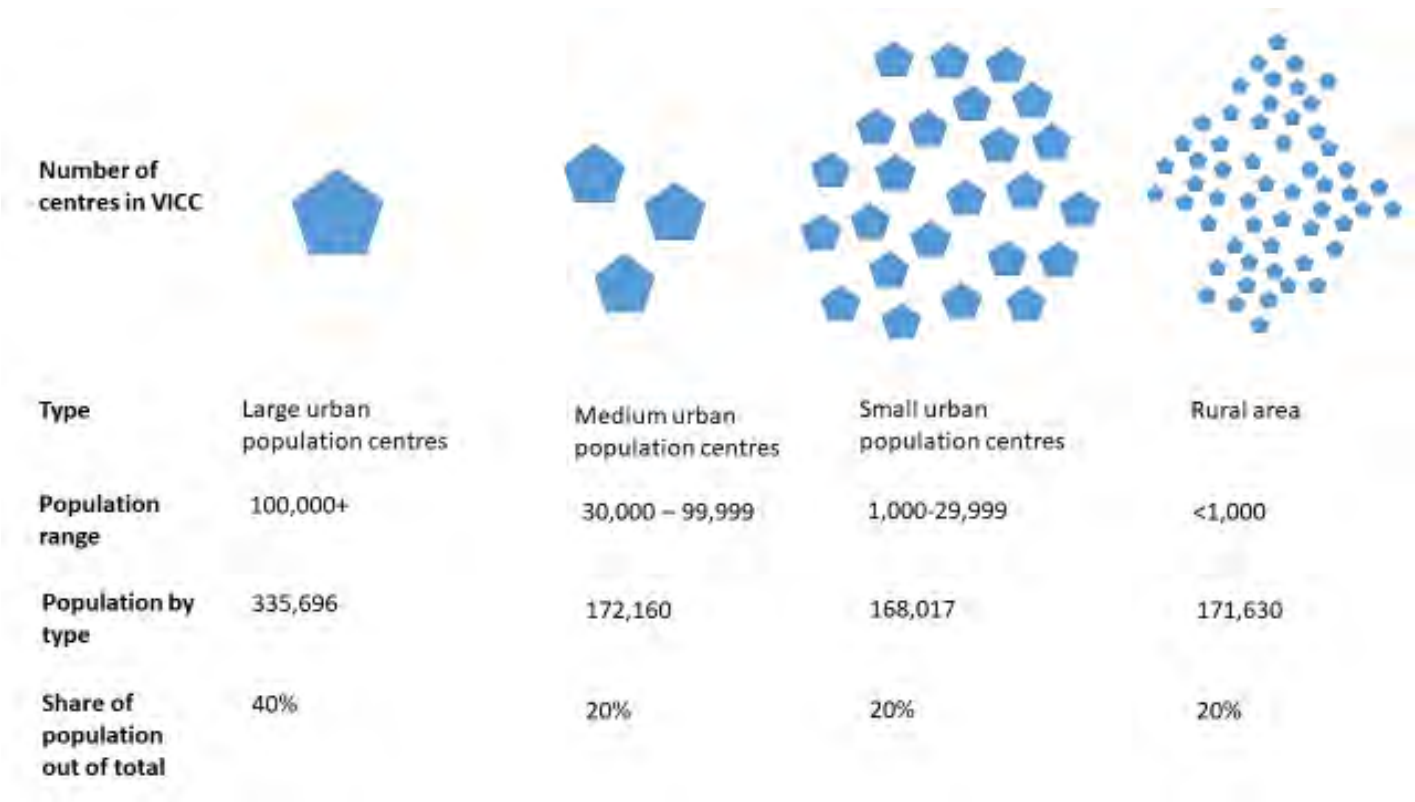 Number of
centres in VICC
Type
Large urban
population centres
Medium urban
population centres
Small urban
population centres
Rural area
Population
range
100,000+
30,000 – 99,999
1,000-29,999
<1,000
Population by
type
335,696
172,160
168,017
171,630
Share of
population
out of total
40%
20%
20%
20%